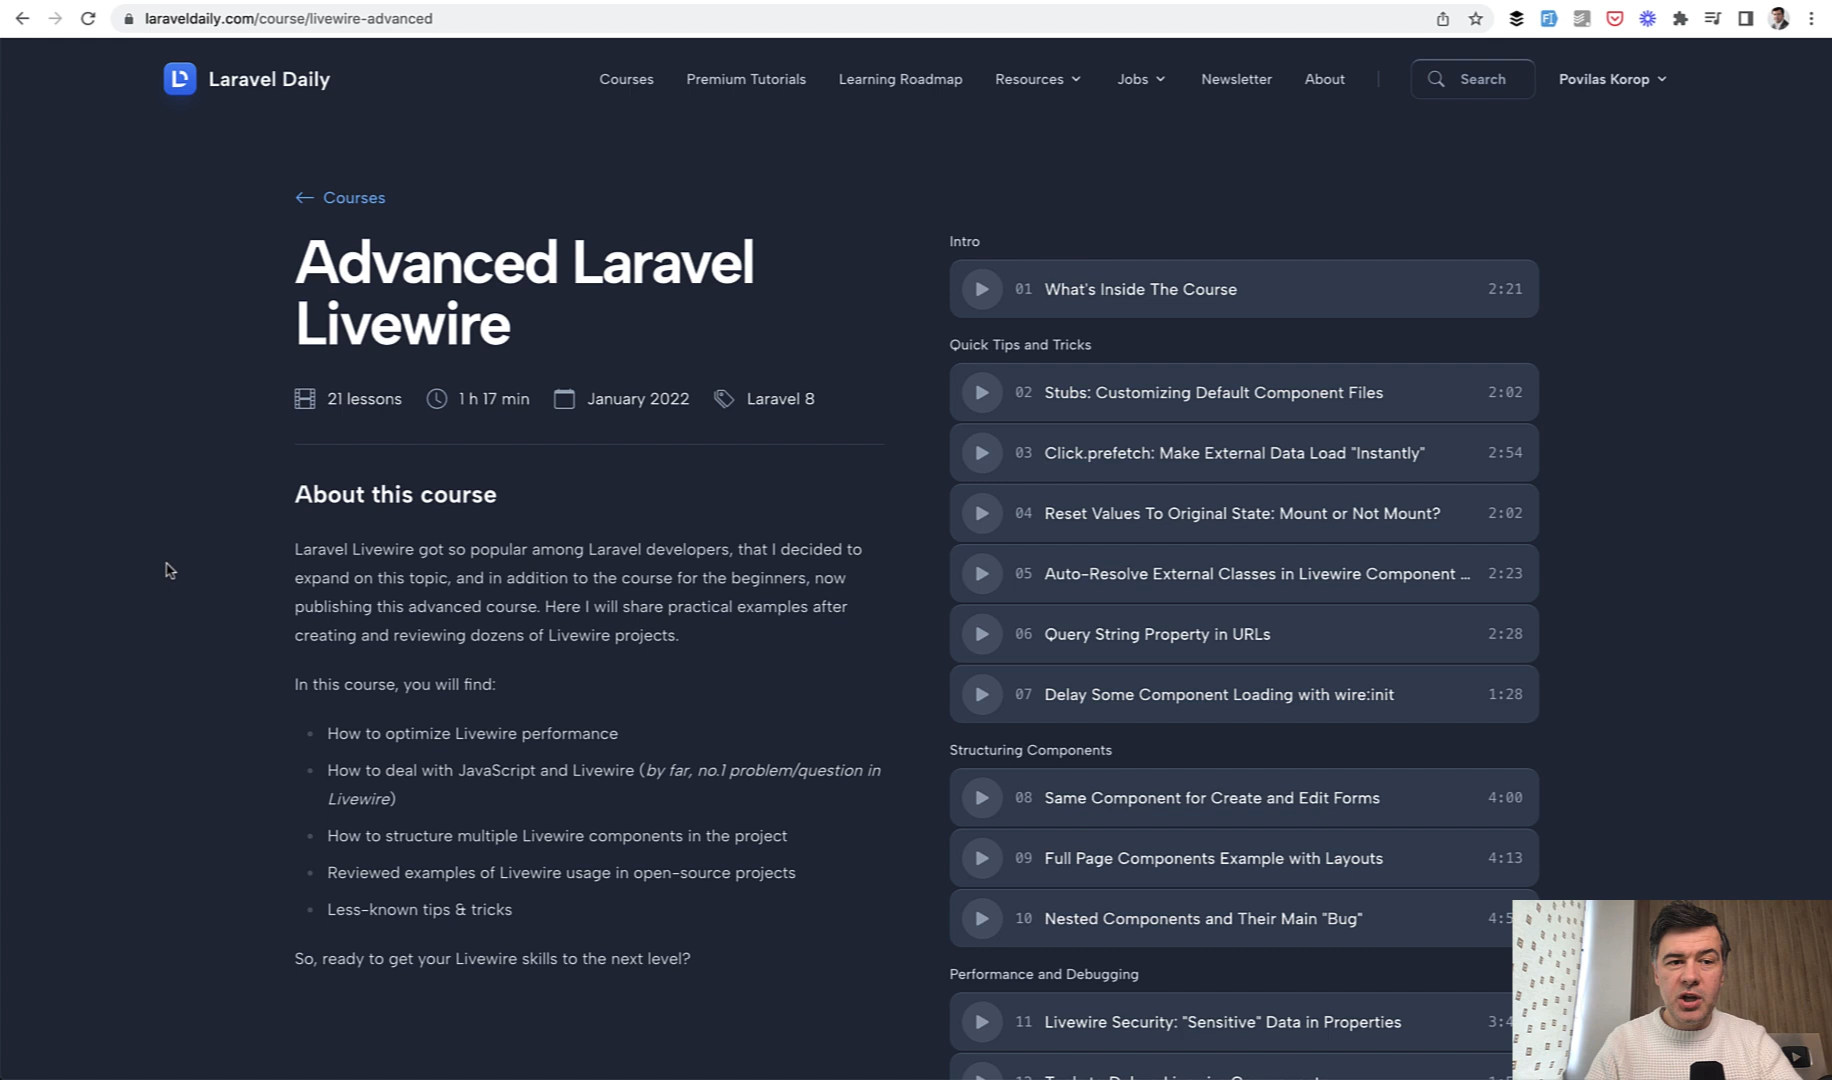 laraveldaily.com/course/livewire-advanced
Laravel Daily
Courses
Premium Tutorials
Learning Roadmap
Resources
Jobs
Newsletter
About
Search
Povilas Korop
Courses
Advanced Laravel
Livewire
21 lessons
1 h 17 min
January 2022
Laravel 8
About this course
Laravel Livewire got so popular among Laravel developers, that I decided to
expand on this topic, and in addition to the course for the beginners, now
publishing this advanced course. Here I will share practical examples after
creating and reviewing dozens of Livewire projects.
In this course, you will find:
How to optimize Livewire performance
How to deal with JavaScript and Livewire (by far, no.1 problem/question in
Livewire)
How to structure multiple Livewire components in the project
Reviewed examples of Livewire usage in open-source projects
Less-known tips & tricks
So, ready to get your Livewire skills to the next level?
Intro
01 What's Inside The Course 2:21
Quick Tips and Tricks
02 Stubs: Customizing Default Component Files 2:02
03 Click.prefetch: Make External Data Load "Instantly" 2:54
04 Reset Values To Original State: Mount or Not Mount? 2:02
05 Auto-Resolve External Classes in Livewire Component ... 2:23
06 Query String Property in URLs 2:28
07 Delay Some Component Loading with wire:init 1:28
Structuring Components
08 Same Component for Create and Edit Forms 4:00
09 Full Page Components Example with Layouts 4:13
10 Nested Components and Their Main "Bug"
Performance and Debugging
11 Livewire Security: "Sensitive" Data in Properties